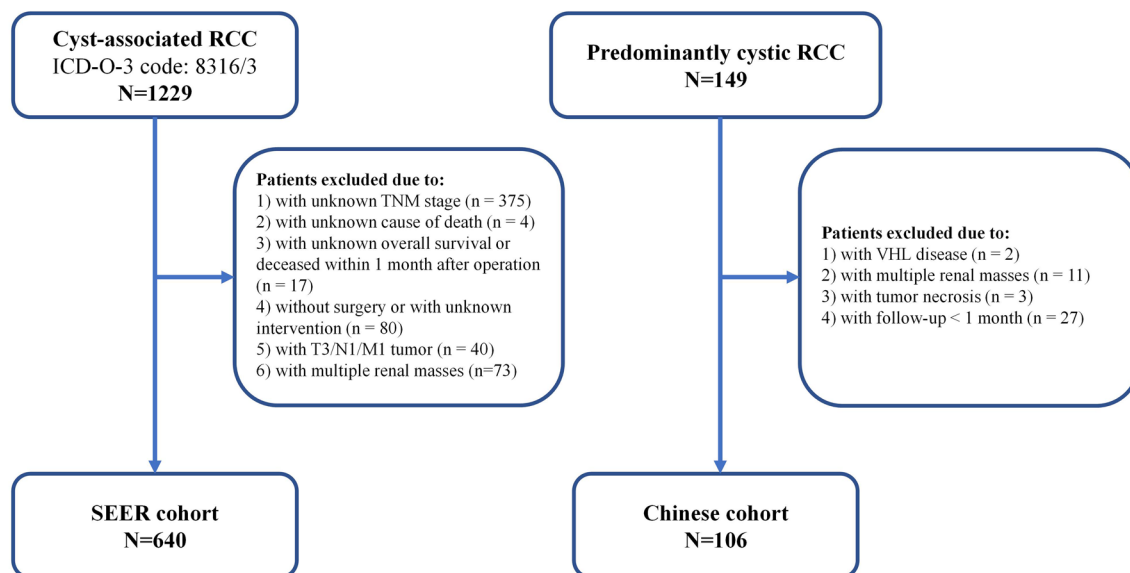 Cyst-associated RCC
ICD-O-3 code: 8316/3
N=1229
Patients excluded due to:
1) with unknown TNM stage (n = 375)
2) with unknown cause of death (n = 4)
3) with unknown overall survival or
deceased within 1 month after operation
(n = 17)
4) without surgery or with unknown
intervention (n = 80)
5) with T3/N1/M1 tumor (n = 40)
6) with multiple renal masses (n=73)
SEER cohort
N=640
Predominantly cystic RCC
N=149
Patients excluded due to:
1) with VHL disease (n = 2)
2) with multiple renal masses (n = 11)
3) with tumor necrosis (n = 3)
4) with follow-up < 1 month (n = 27)
Chinese cohort
N=106